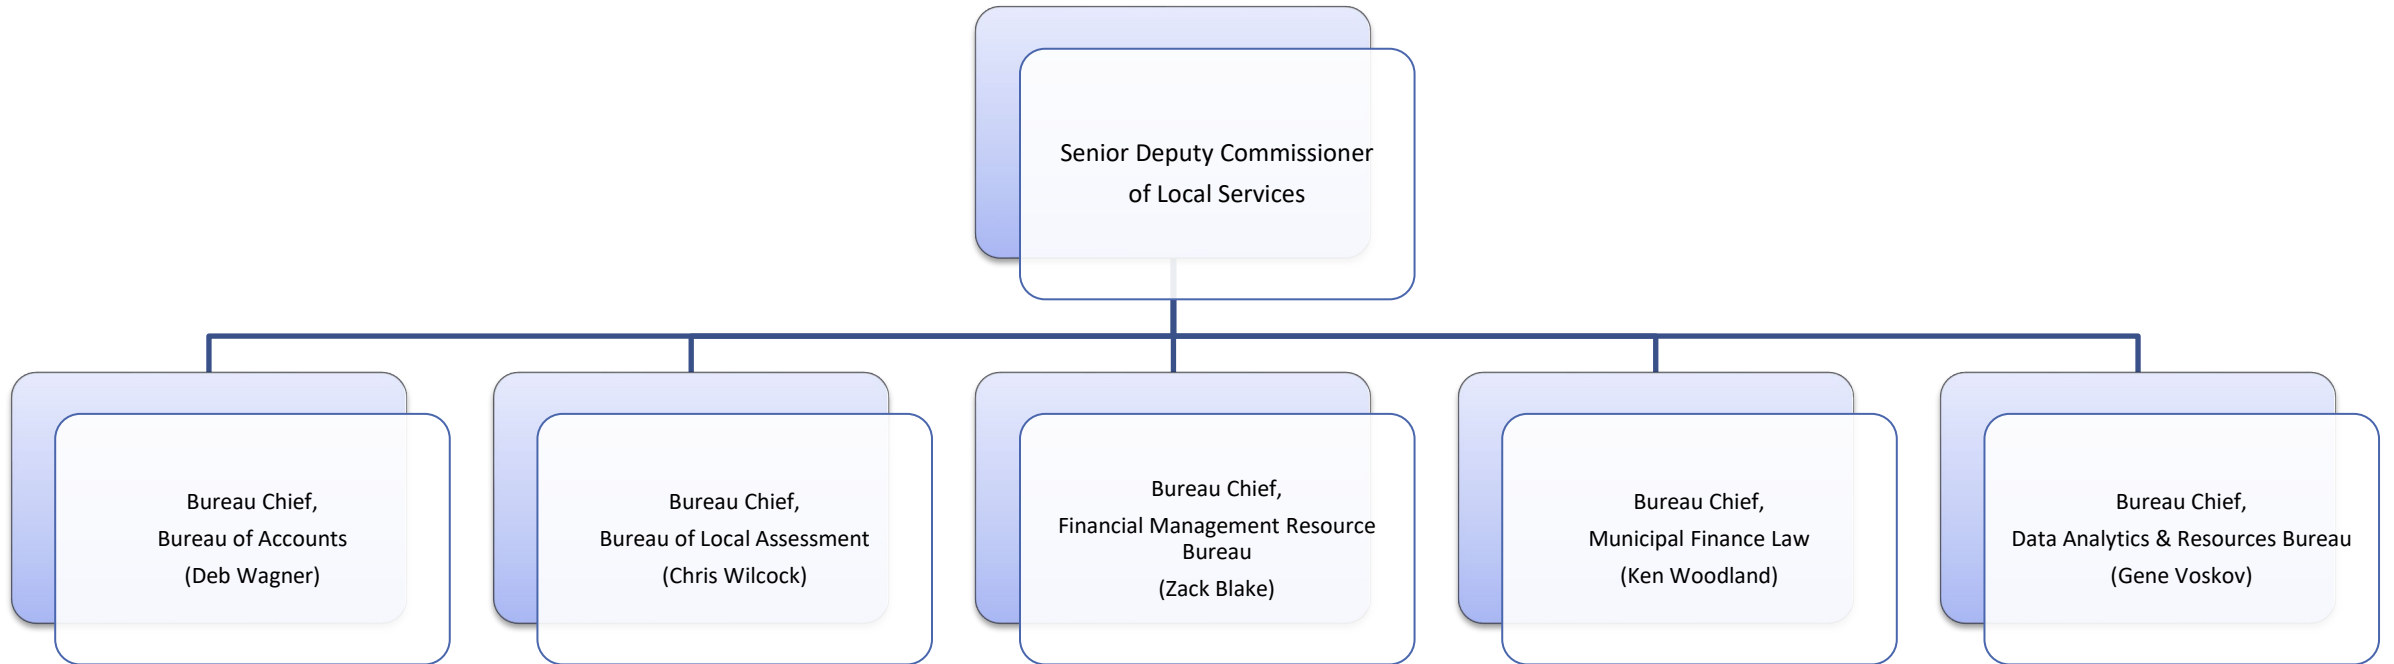 Senior Deputy Commissioner
of Local Services
Bureau Chief,
Bureau of Accounts
(Deb Wagner)
Bureau Chief,
Bureau of Local Assessment
(Chris Wilcock)
Bureau Chief,
Financial Management Resource
Bureau
(Zack Blake)
Bureau Chief,
Municipal Finance Law
(Ken Woodland)
Bureau Chief,
Data Analytics & Resources Bureau
(Gene Voskov)